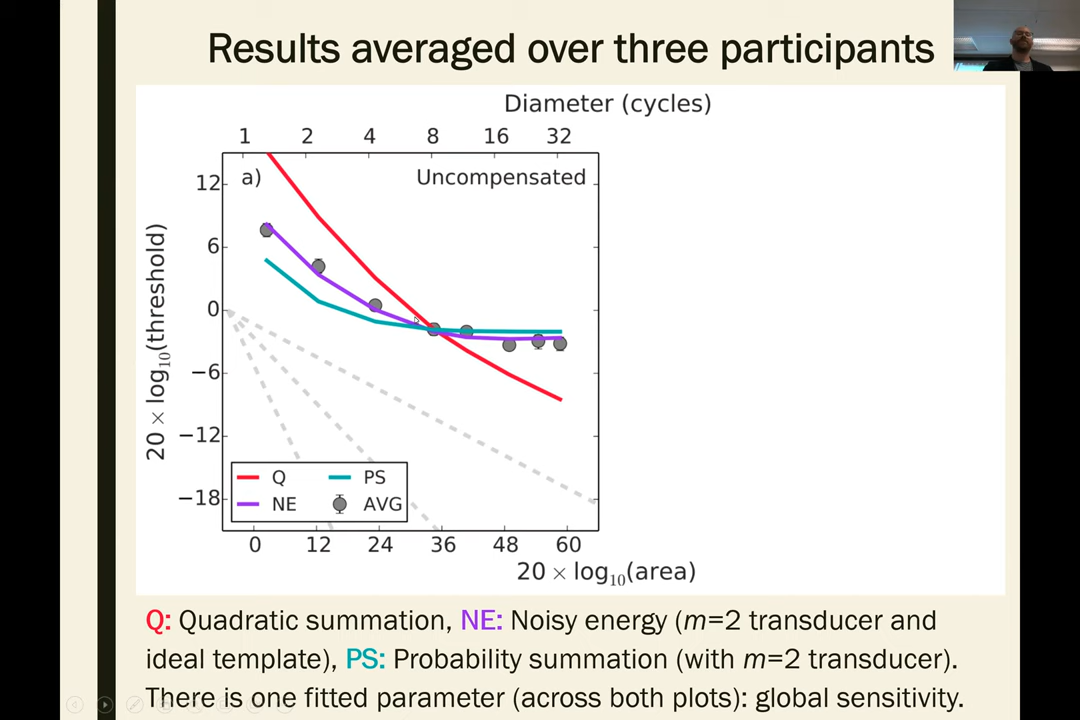 Results averaged over three participants
Diameter (cycles)
1 2 4 8 16 32
a) Uncompensated
12
6
0
−6
−12
−18
20 × log10(threshold)
Q PS
NE AVG
0 12 24 36 48 60
20 × log10(area)
Q: Quadratic summation, NE: Noisy energy (m=2 transducer and
ideal template), PS: Probability summation (with m=2 transducer).
There is one fitted parameter (across both plots): global sensitivity.